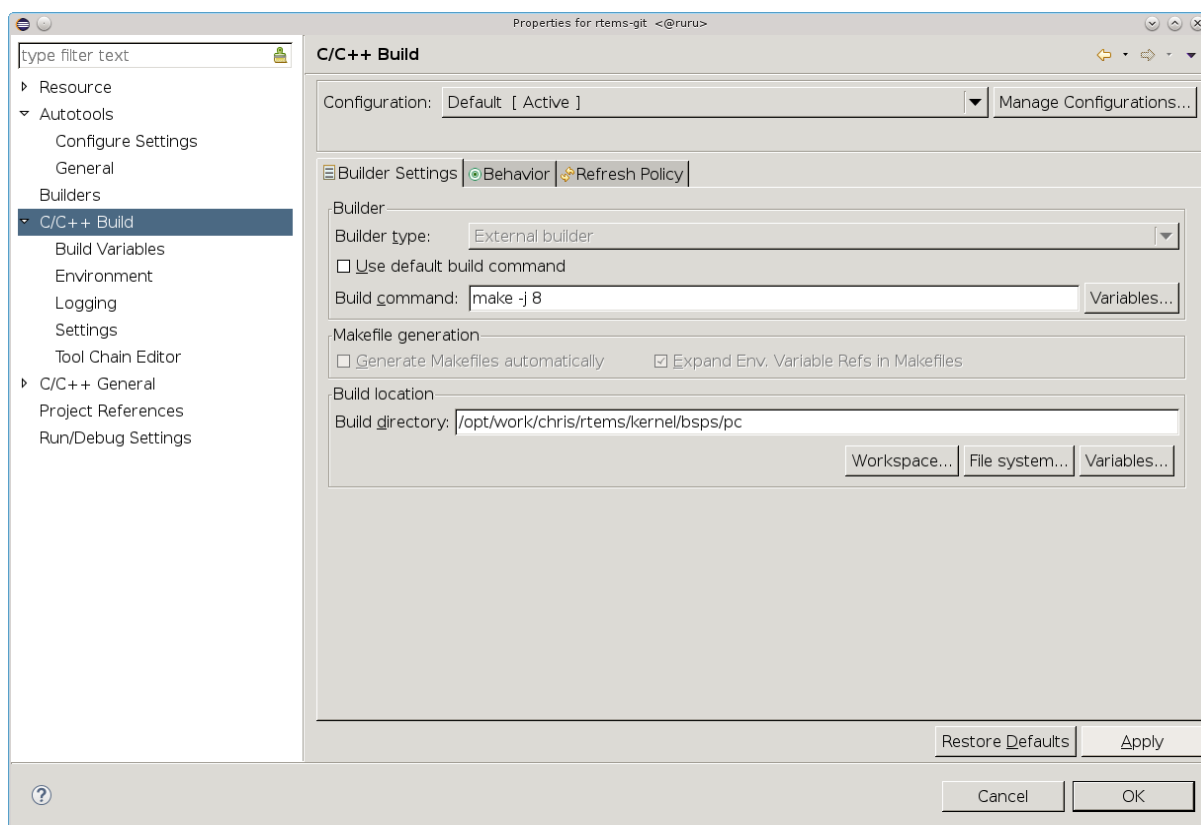 Properties for rtems-git <@ruru>
type filter text
Resource
Autotools
Configure Settings
General
Builders
C/C++ Build
Build Variables
Environment
Logging
Settings
Tool Chain Editor
C/C++ General
Project References
Run/Debug Settings
C/C++ Build
Configuration: Default [ Active ] Manage Configurations...
Builder Settings Behavior Refresh Policy
Builder
Builder type: External builder
Use default build command
Build command: make -j 8 Variables...
Makefile generation
Generate Makefiles automatically Expand Env. Variable Refs in Makefiles
Build location
Build directory: /opt/work/chris/rtems/kernel/bsps/pc
Workspace... File system... Variables...
Restore Defaults Apply
? Cancel OK